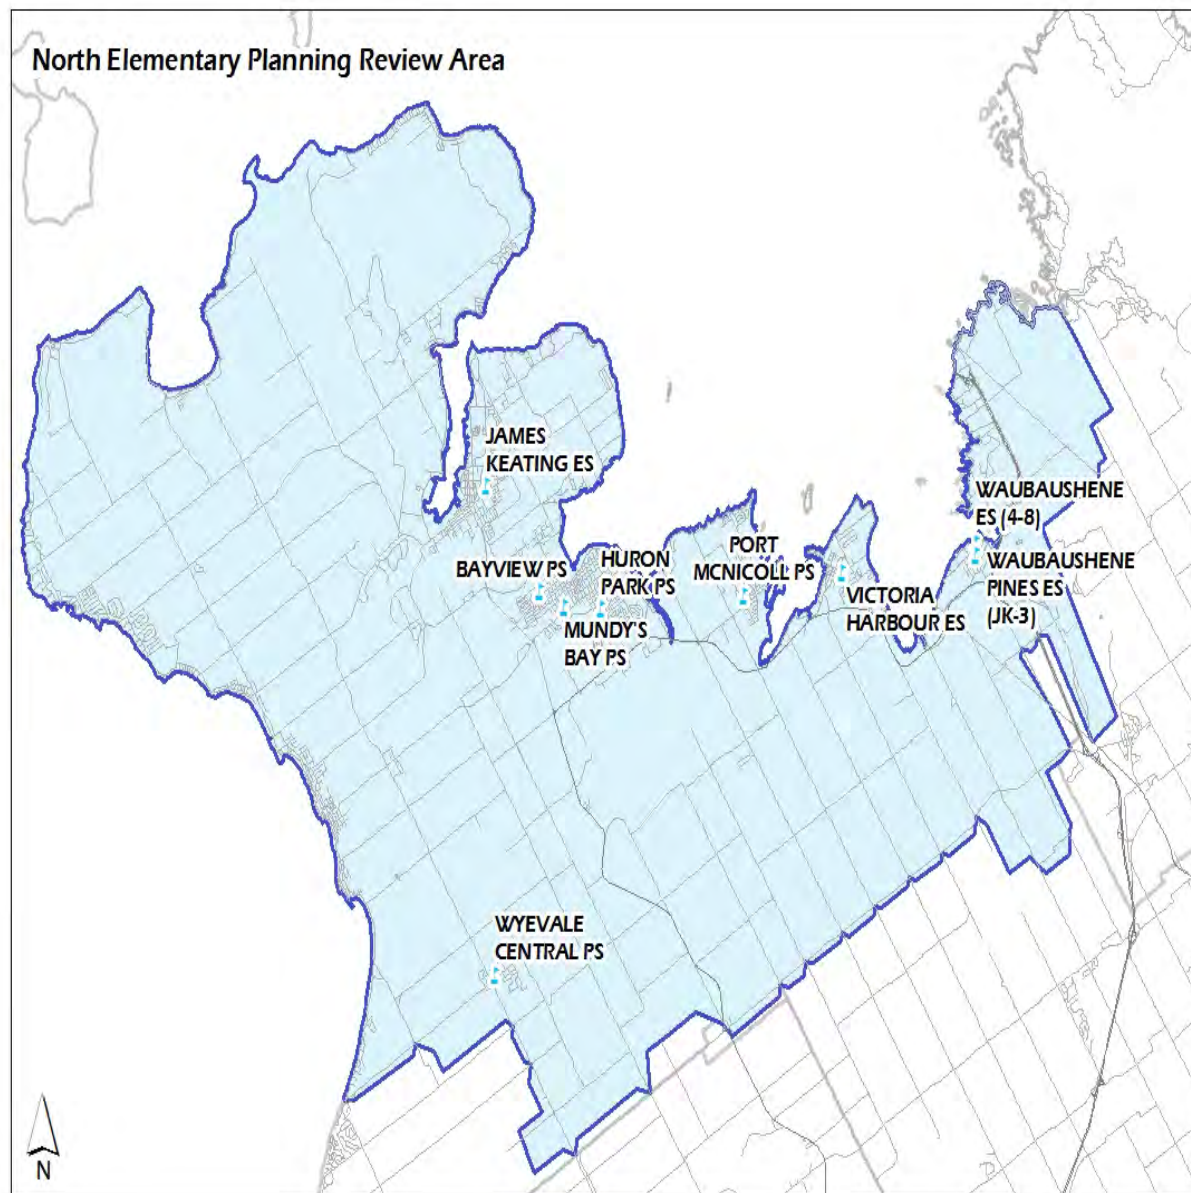 North Elementary Planning Review Area
JAMES
KEATING ES
WAUBAUSHENE
ES (4-8)
BAYVIEW PS
HURON
PARK PS
PORT
MCNICOLL PS
WAUBAUSHENE
PINES ES
(JK-3)
VICTORIA
HARBOUR ES
MUNDY'S
BAY PS
WYEVALE
CENTRAL PS
N